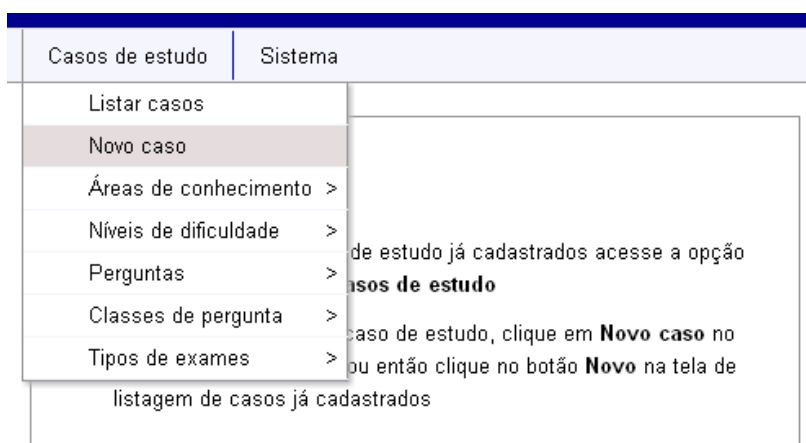 Casos de estudo Sistema
Listar casos
Novo caso
Áreas de conhecimento >
Níveis de dificuldade >
Perguntas >
Classes de pergunta >
Tipos de exames >
de estudo já cadastrados acesse a opção
sos de estudo
caso de estudo, clique em Novo caso no
ou então clique no botão Novo na tela de
listagem de casos já cadastrados